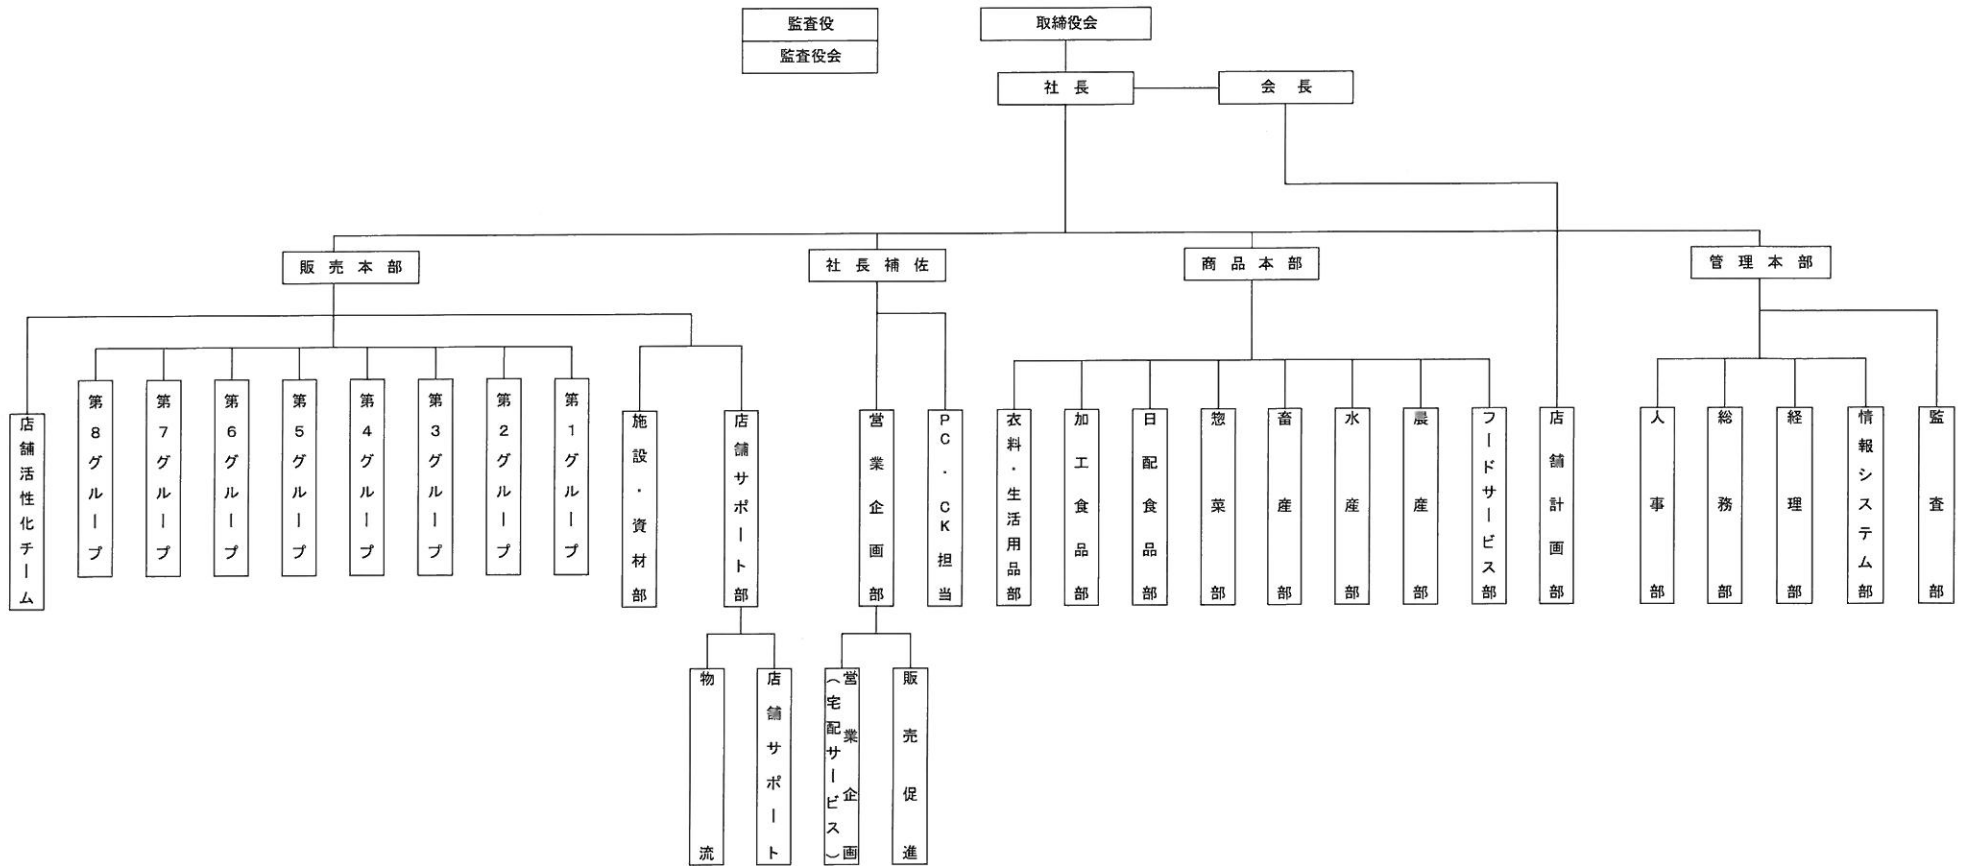 監査役
監査役会
取締役会
社長
会長
販売本部
社長補佐
商品本部
管理本部
店舗活性化チーム
第8グループ
第7グループ
第6グループ
第5グループ
第4グループ
第3グループ
第2グループ
第1グループ
施設・資材部
店舗サポート部
営業企画部
PC・CK担当
衣料・生活用品部
加工食品部
日配食品部
惣菜部
畜産部
水産部
農産部
フードサービス部
店舗計画部
人事部
総務部
経理部
情報システム部
監査部
物流
店舗サポート
営業企画
（宅配サービス）
販売促進